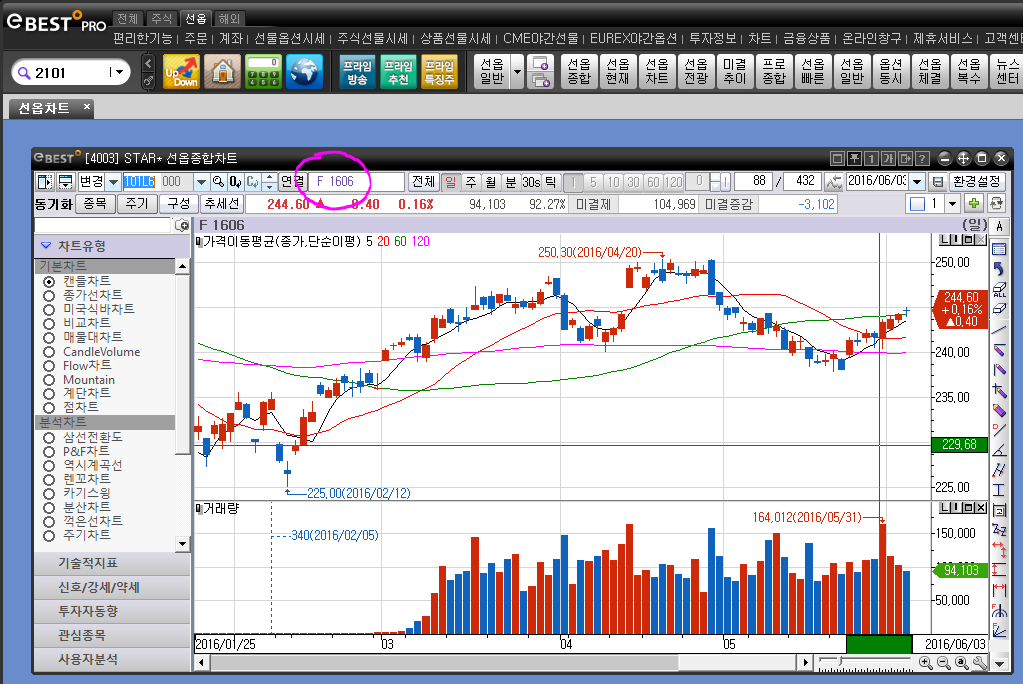 eBEST PRO 전체 주식 선옵 해외
편리한기능 주문 계좌 선물옵션시세 주식선물시세 상품선물시세 CME야간선물 EUREX야간옵션 투자정보 차트 금융상품 온라인창구 제휴서비스 고객센
2101 Up Down 프라임 방송 프라임 추천 프라임 특징주 선옵 일반 선옵 종합 선옵 현재 선옵 차트 선옵 전광 미결 추이 프로 종합 선옵 빠른 선옵 일반 옵션 동시 선옵 체결 선옵 복수 뉴스 센터
선옵차트 ×
eBEST [4003] STAR* 선옵종합차트
변경 101L6 000 연결 F 1606 전체 일 주 월 분 30s 틱 1 5 10 30 60 120 0 88 / 432 2016/06/03 환경설정
동기화 종목 주기 구성 추세선 244.60 ▲ 0.40 0.16% 94,103 92.27% 미결제 104,969 미결증감 -3,102 1
F 1606 (일) A
차트유형
가격이동평균(종가,단순이평) 5 20 60 120
기본차트
캔들차트
종가선차트
미국식바차트
비교차트
매물대차트
CandleVolume
Flow차트
Mountain
계단차트
점차트
분석차트
삼선전환도
P&F차트
역시계곡선
렌꼬차트
카기스윙
분산차트
꺽은선차트
주기차트
기술적지표
신호/강세/약세
투자자동향
관심종목
사용자분석
250.30(2016/04/20)
225.00(2016/02/12)
250.00
244.60
+0.16%
▲0.40
240.00
235.00
229.68
225.00
거래량
340(2016/02/05)
164,012(2016/05/31)
150,000
94,103
50,000
2016/01/25 03 04 05 2016/06/03